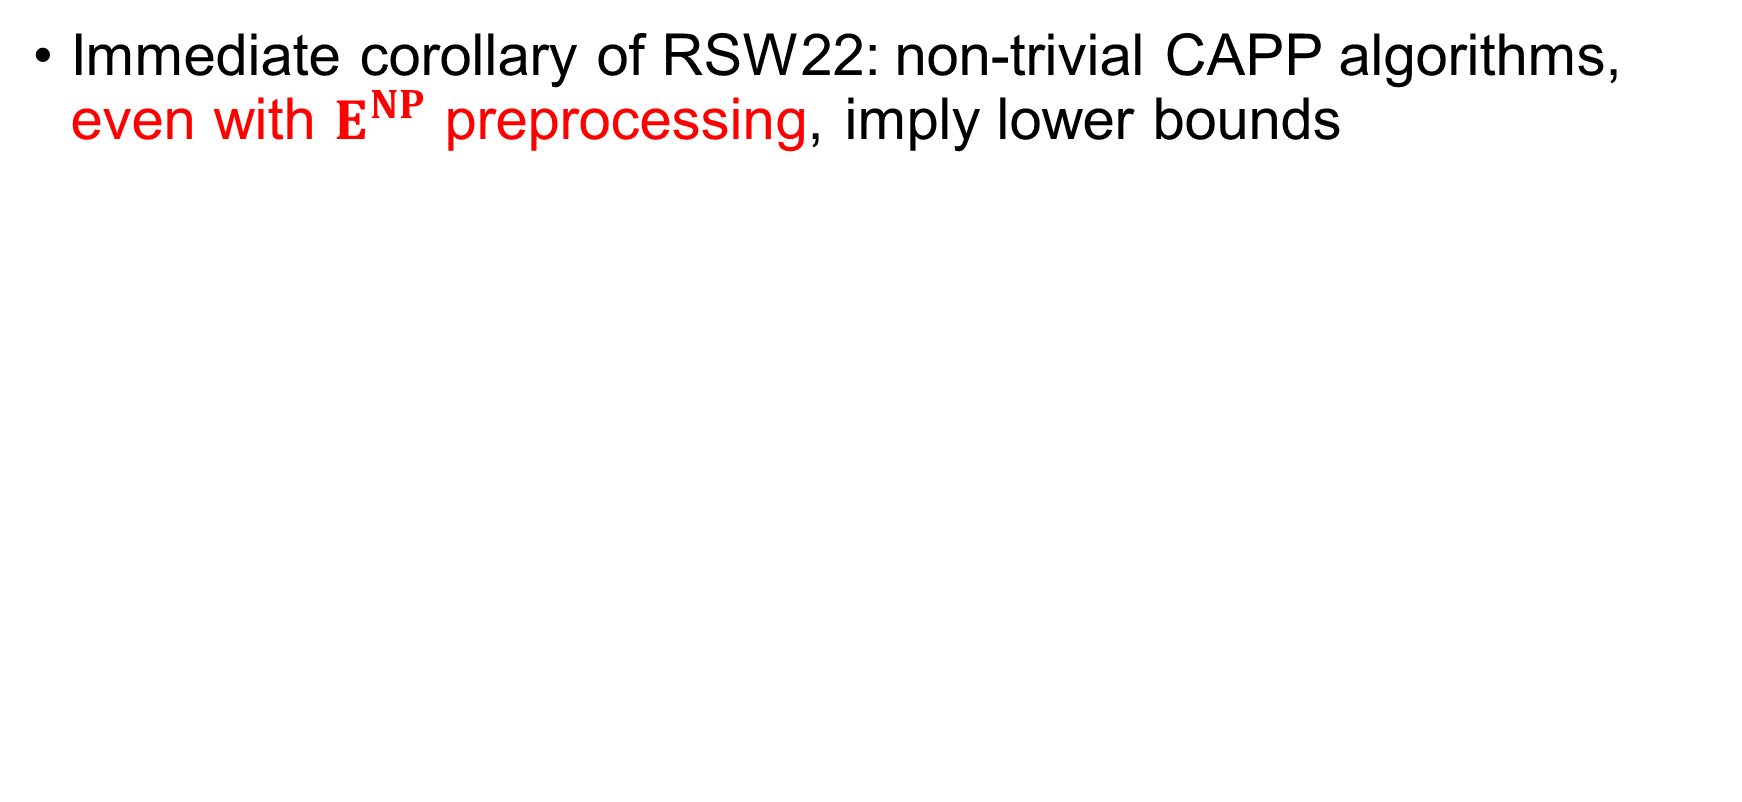 • Immediate corollary of RSW22: non-trivial CAPP algorithms,
even with 𝐄^𝐍𝐏 preprocessing, imply lower bounds